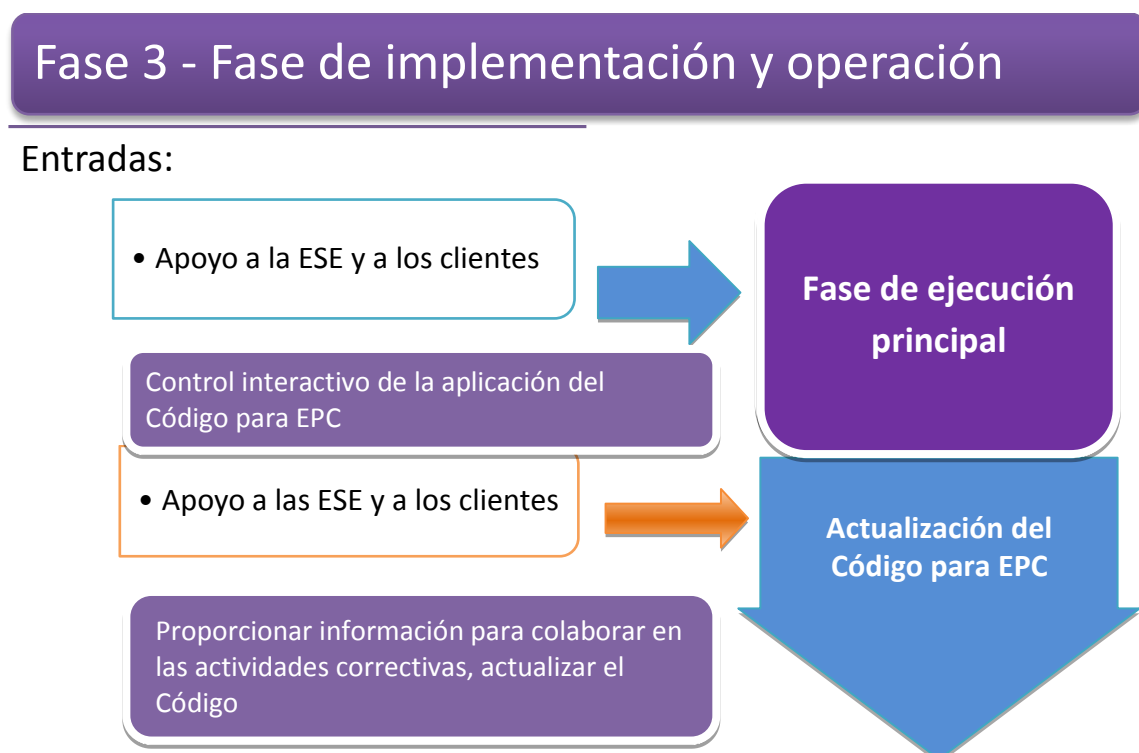 Fase 3 - Fase de implementación y operación
Entradas:
• Apoyo a la ESE y a los clientes
Fase de ejecución
principal
Control interactivo de la aplicación del
Código para EPC
• Apoyo a las ESE y a los clientes
Actualización del
Código para EPC
Proporcionar información para colaborar en
las actividades correctivas, actualizar el
Código